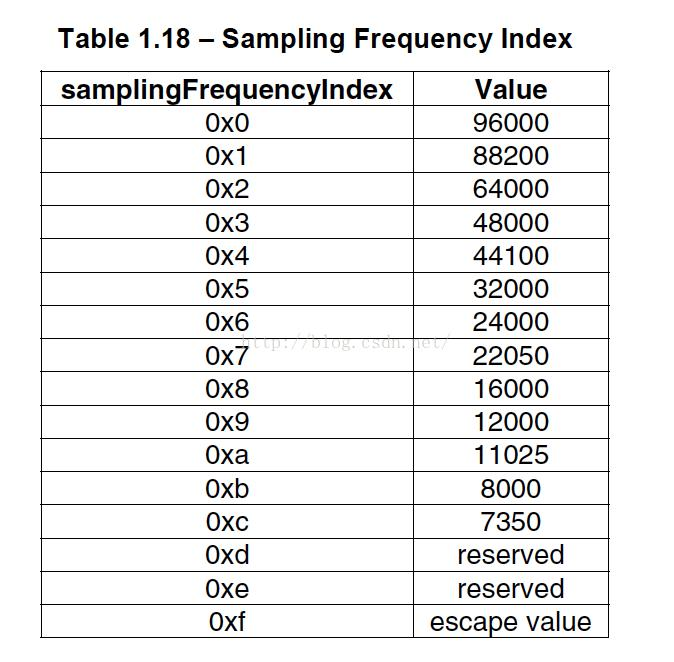 Table 1.18 – Sampling Frequency Index
samplingFrequencyIndex Value
0x0 96000
0x1 88200
0x2 64000
0x3 48000
0x4 44100
0x5 32000
0x6 24000
http://blog.csdn.net/
0x7 22050
0x8 16000
0x9 12000
0xa 11025
0xb 8000
0xc 7350
0xd reserved
0xe reserved
0xf escape value